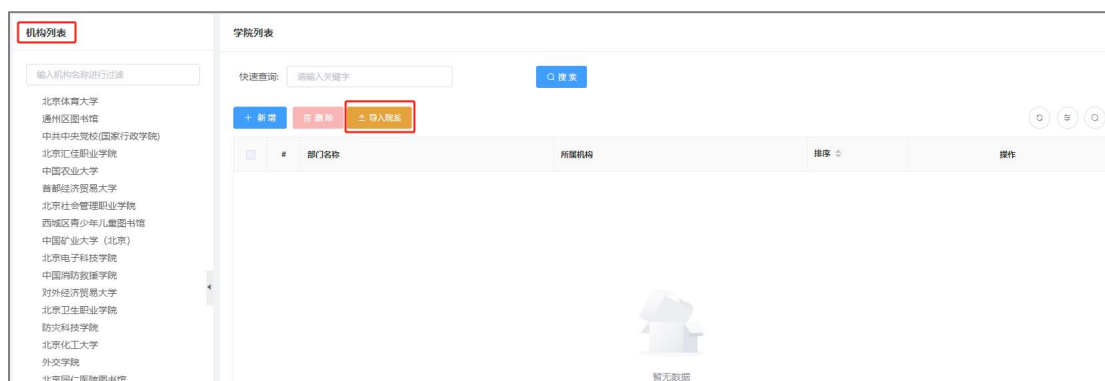 机构列表
输入机构名称进行过滤
北京体育大学
通州区图书馆
中共中央党校(国家行政学院)
北京汇佳职业学院
中国农业大学
首都经济贸易大学
北京社会管理职业学院
西城区青少年儿童图书馆
中国矿业大学（北京）
北京电子科技学院
中国消防救援学院
对外经济贸易大学
北京卫生职业学院
防灾科技学院
北京化工大学
外交学院
北京同仁医院图书馆
学院列表
快速查询: 请输入关键字 搜索
+ 新增 删除 导入院系
# 部门名称 所属机构 排序 操作
暂无数据